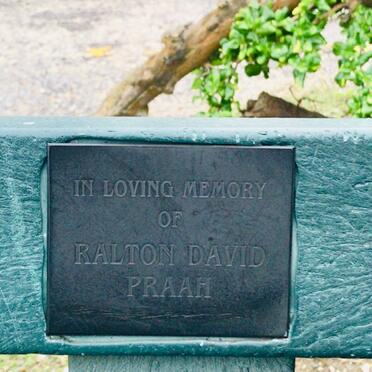 IN LOVING MEMORY
OF
RALTON DAVID
PRAAH